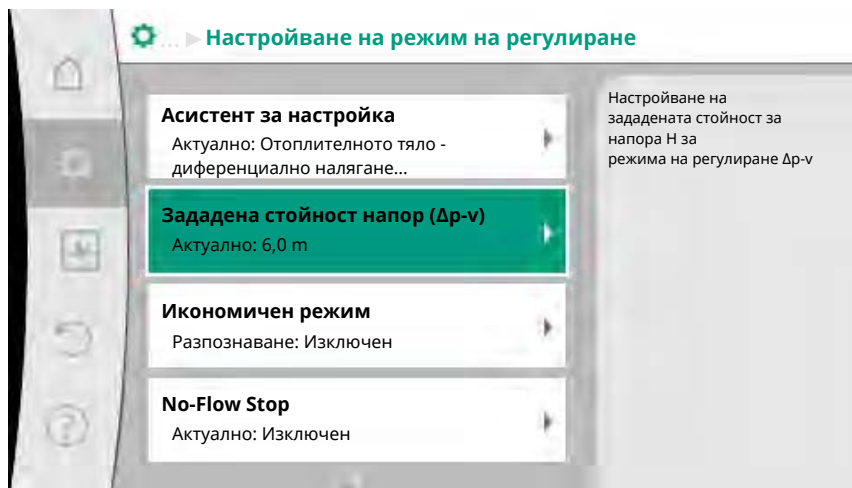 ... ▶ Настройване на режим на регулиране
Асистент за настройка
Актуално: Отоплителното тяло -
диференциално налягане...
Зададена стойност напор (Δp-v)
Актуално: 6,0 m
Икономичен режим
Разпознаване: Изключен
No-Flow Stop
Актуално: Изключен
Настройване на
зададената стойност за
напора H за
режима на регулиране Δp-v